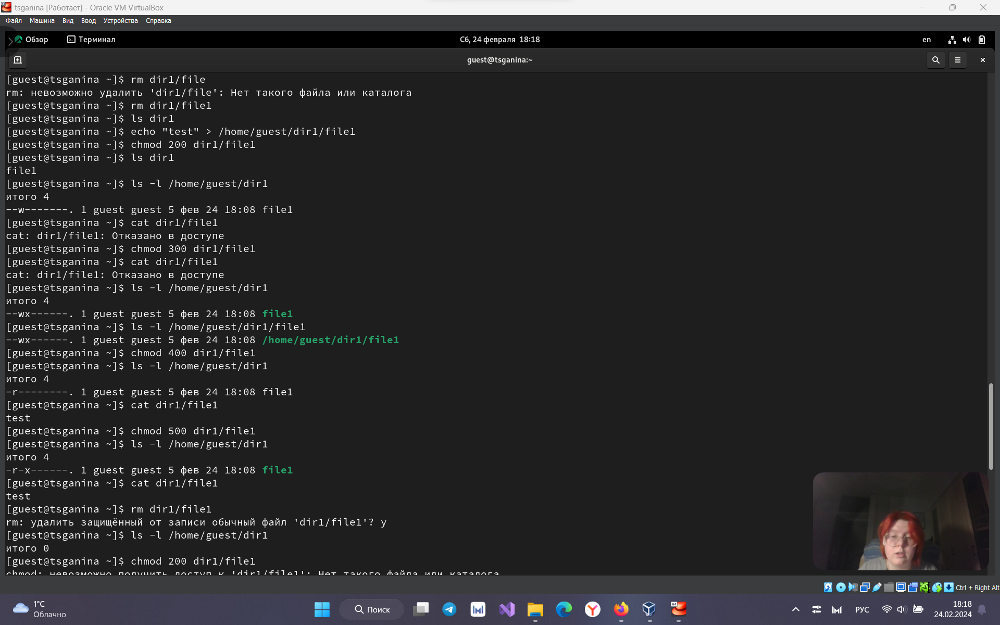 tsganina [Работает] - Oracle VM VirtualBox
Файл Машина Вид Ввод Устройства Справка
Обзор Терминал Сб, 24 февраля 18:18 en
guest@tsganina:~
[guest@tsganina ~]$ rm dir1/file
rm: невозможно удалить 'dir1/file': Нет такого файла или каталога
[guest@tsganina ~]$ rm dir1/file1
[guest@tsganina ~]$ ls dir1
[guest@tsganina ~]$ echo "test" > /home/guest/dir1/file1
[guest@tsganina ~]$ chmod 200 dir1/file1
[guest@tsganina ~]$ ls dir1
file1
[guest@tsganina ~]$ ls -l /home/guest/dir1
итого 4
--w-------. 1 guest guest 5 фев 24 18:08 file1
[guest@tsganina ~]$ cat dir1/file1
cat: dir1/file1: Отказано в доступе
[guest@tsganina ~]$ chmod 300 dir1/file1
[guest@tsganina ~]$ cat dir1/file1
cat: dir1/file1: Отказано в доступе
[guest@tsganina ~]$ ls -l /home/guest/dir1
итого 4
--wx------. 1 guest guest 5 фев 24 18:08 file1
[guest@tsganina ~]$ ls -l /home/guest/dir1/file1
--wx------. 1 guest guest 5 фев 24 18:08 /home/guest/dir1/file1
[guest@tsganina ~]$ chmod 400 dir1/file1
[guest@tsganina ~]$ ls -l /home/guest/dir1
итого 4
-r--------. 1 guest guest 5 фев 24 18:08 file1
[guest@tsganina ~]$ cat dir1/file1
test
[guest@tsganina ~]$ chmod 500 dir1/file1
[guest@tsganina ~]$ ls -l /home/guest/dir1
итого 4
-r-x------. 1 guest guest 5 фев 24 18:08 file1
[guest@tsganina ~]$ cat dir1/file1
test
[guest@tsganina ~]$ rm dir1/file1
rm: удалить защищённый от записи обычный файл 'dir1/file1'? y
[guest@tsganina ~]$ ls -l /home/guest/dir1
итого 0
[guest@tsganina ~]$ chmod 200 dir1/file1
chmod: невозможно получить доступ к 'dir1/file1': Нет такого файла или каталога
Ctrl + Right Alt
1°C
Облачно
Поиск
РУС
18:18
24.02.2024